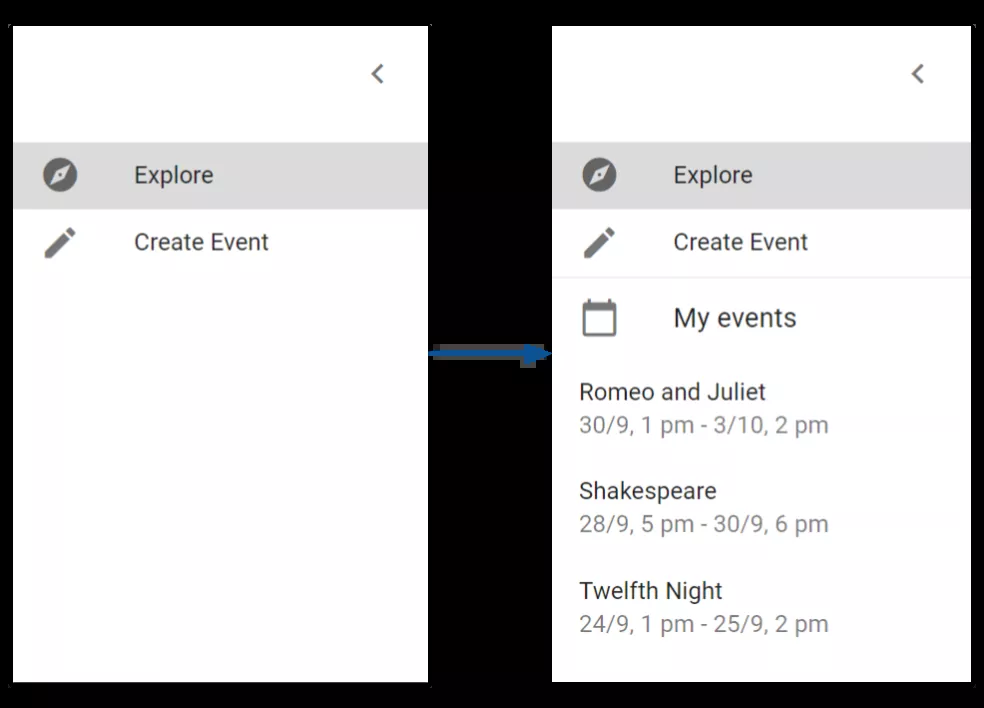 Explore
Create Event
Explore
Create Event
My events
Romeo and Juliet
30/9, 1 pm - 3/10, 2 pm
Shakespeare
28/9, 5 pm - 30/9, 6 pm
Twelfth Night
24/9, 1 pm - 25/9, 2 pm